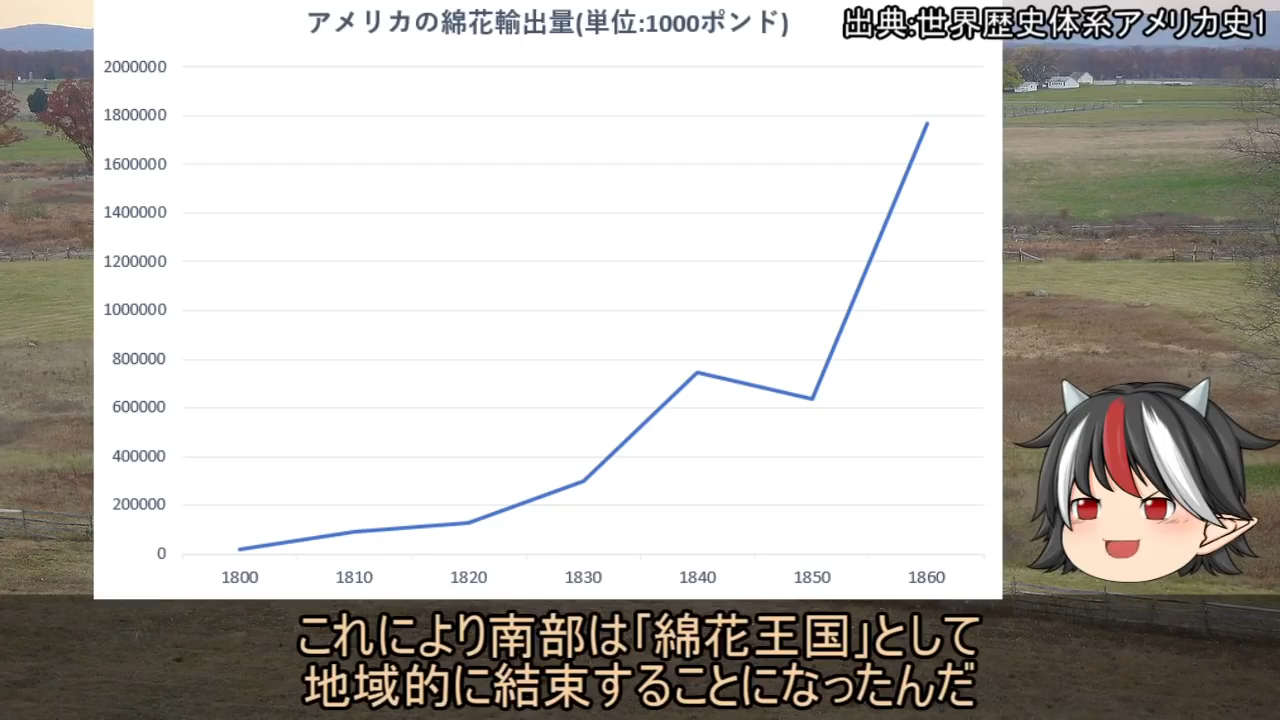 アメリカの綿花輸出量(単位:1000ポンド)
出典:世界歴史体系アメリカ史1
2000000
1800000
1600000
1400000
1200000
1000000
800000
600000
400000
200000
0
1800 1810 1820 1830 1840 1850 1860
これにより南部は「綿花王国」として
地域的に結束することになったんだ